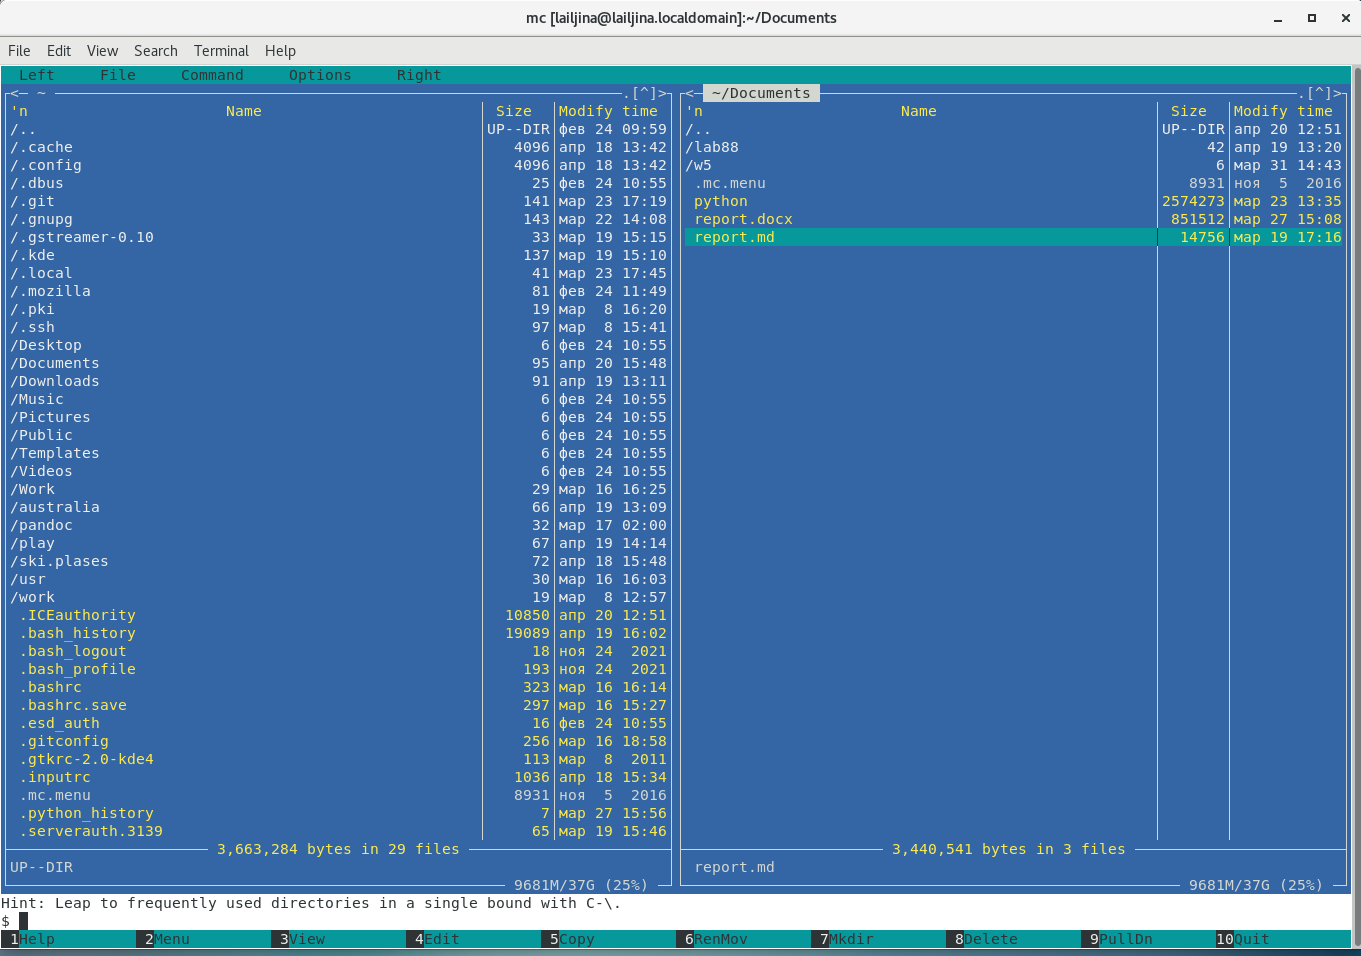 mc [lailjina@lailjina.localdomain]:~/Documents
File Edit View Search Terminal Help
Left File Command Options Right
<─ ~ .[^]>
'n Name Size Modify time
/.. UP--DIR фев 24 09:59
/.cache 4096 апр 18 13:42
/.config 4096 апр 18 13:42
/.dbus 25 фев 24 10:55
/.git 141 мар 23 17:19
/.gnupg 143 мар 22 14:08
/.gstreamer-0.10 33 мар 19 15:15
/.kde 137 мар 19 15:10
/.local 41 мар 23 17:45
/.mozilla 81 фев 24 11:49
/.pki 19 мар 8 16:20
/.ssh 97 мар 8 15:41
/Desktop 6 фев 24 10:55
/Documents 95 апр 20 15:48
/Downloads 91 апр 19 13:11
/Music 6 фев 24 10:55
/Pictures 6 фев 24 10:55
/Public 6 фев 24 10:55
/Templates 6 фев 24 10:55
/Videos 6 фев 24 10:55
/Work 29 мар 16 16:25
/australia 66 апр 19 13:09
/pandoc 32 мар 17 02:00
/play 67 апр 19 14:14
/ski.plases 72 апр 18 15:48
/usr 30 мар 16 16:03
/work 19 мар 8 12:57
.ICEauthority 10850 апр 20 12:51
.bash_history 19089 апр 19 16:02
.bash_logout 18 ноя 24 2021
.bash_profile 193 ноя 24 2021
.bashrc 323 мар 16 16:14
.bashrc.save 297 мар 16 15:27
.esd_auth 16 фев 24 10:55
.gitconfig 256 мар 16 18:58
.gtkrc-2.0-kde4 113 мар 8 2011
.inputrc 1036 апр 18 15:34
.mc.menu 8931 ноя 5 2016
.python_history 7 мар 27 15:56
.serverauth.3139 65 мар 19 15:46
3,663,284 bytes in 29 files
UP--DIR
9681M/37G (25%)
<─ ~/Documents .[^]>
'n Name Size Modify time
/.. UP--DIR апр 20 12:51
/lab88 42 апр 19 13:20
/w5 6 мар 31 14:43
.mc.menu 8931 ноя 5 2016
python 2574273 мар 23 13:35
report.docx 851512 мар 27 15:08
report.md 14756 мар 19 17:16
3,440,541 bytes in 3 files
report.md
9681M/37G (25%)
Hint: Leap to frequently used directories in a single bound with C-\.
$
1Help 2Menu 3View 4Edit 5Copy 6RenMov 7Mkdir 8Delete 9PullDn 10Quit